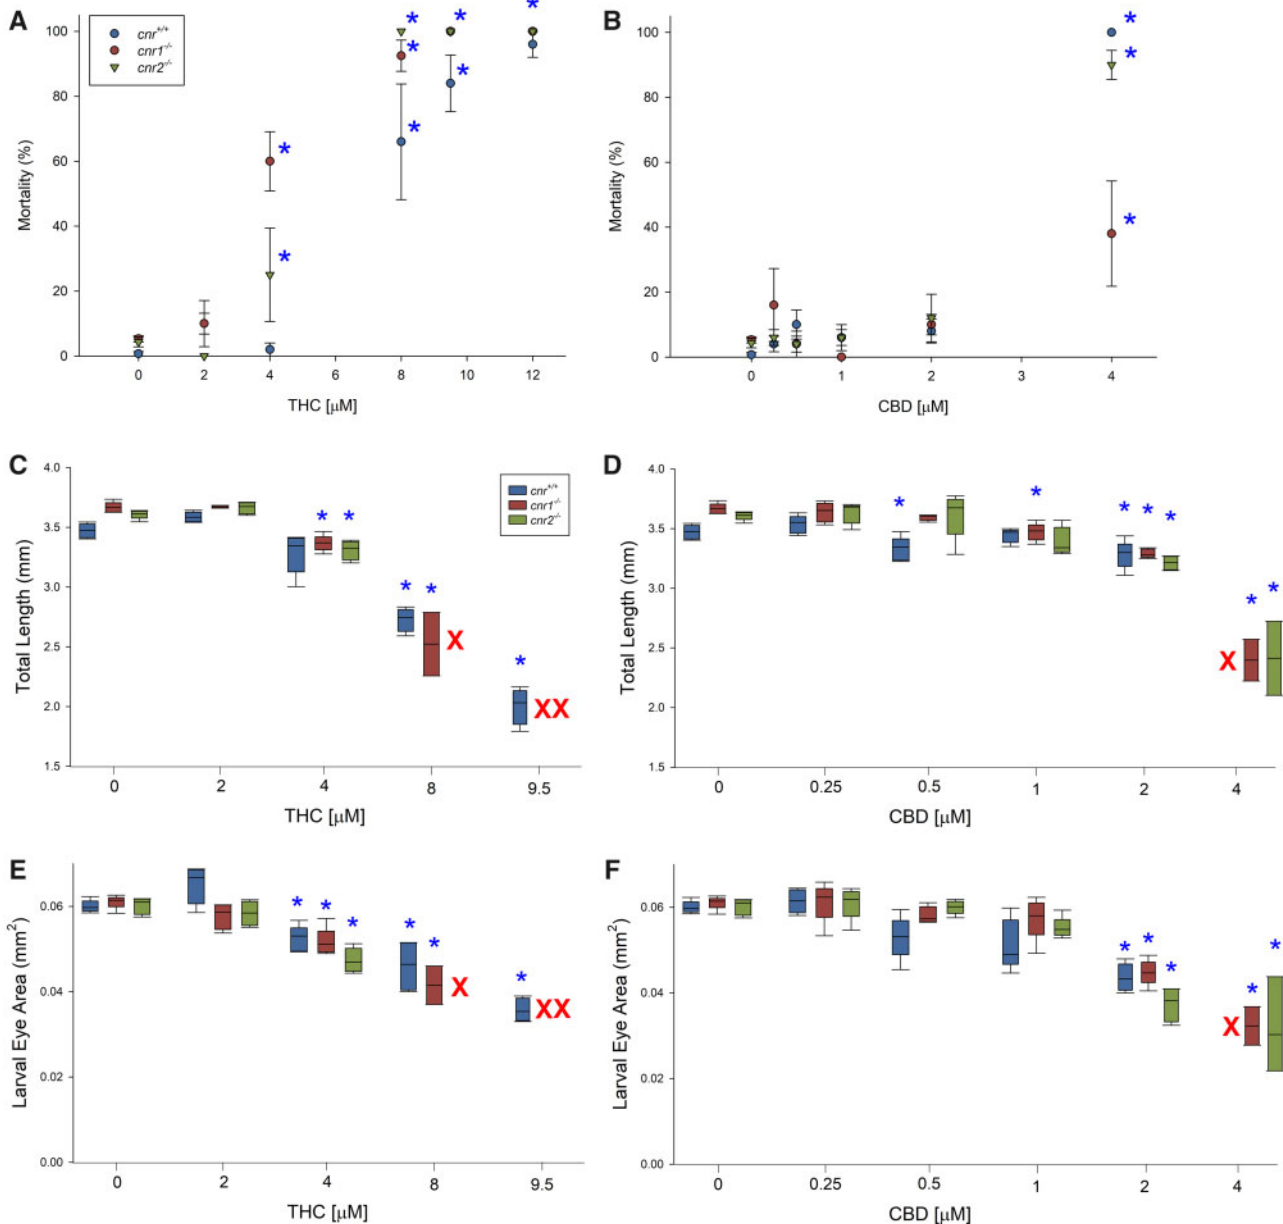 A
cnr+/+
cnr1-/-
cnr2-/-
100
80
60
40
20
0
Mortality (%)
0 2 4 6 8 10 12
THC [μM]
* * * * * * * *
B
100
80
60
40
20
0
Mortality (%)
0 1 2 3 4
CBD [μM]
* * *
C
cnr+/+
cnr1-/-
cnr2-/-
4.0
3.5
3.0
2.5
2.0
1.5
Total Length (mm)
* * * * *
X
XX
0 2 4 8 9.5
THC [μM]
D
4.0
3.5
3.0
2.5
2.0
1.5
Total Length (mm)
* * * * * * *
X
0 0.25 0.5 1 2 4
CBD [μM]
E
0.06
0.04
0.02
0.00
Larval Eye Area (mm2)
* * * * * *
X
XX
0 2 4 8 9.5
THC [μM]
F
0.06
0.04
0.02
0.00
Larval Eye Area (mm2)
* * * * *
X
0 0.25 0.5 1 2 4
CBD [μM]